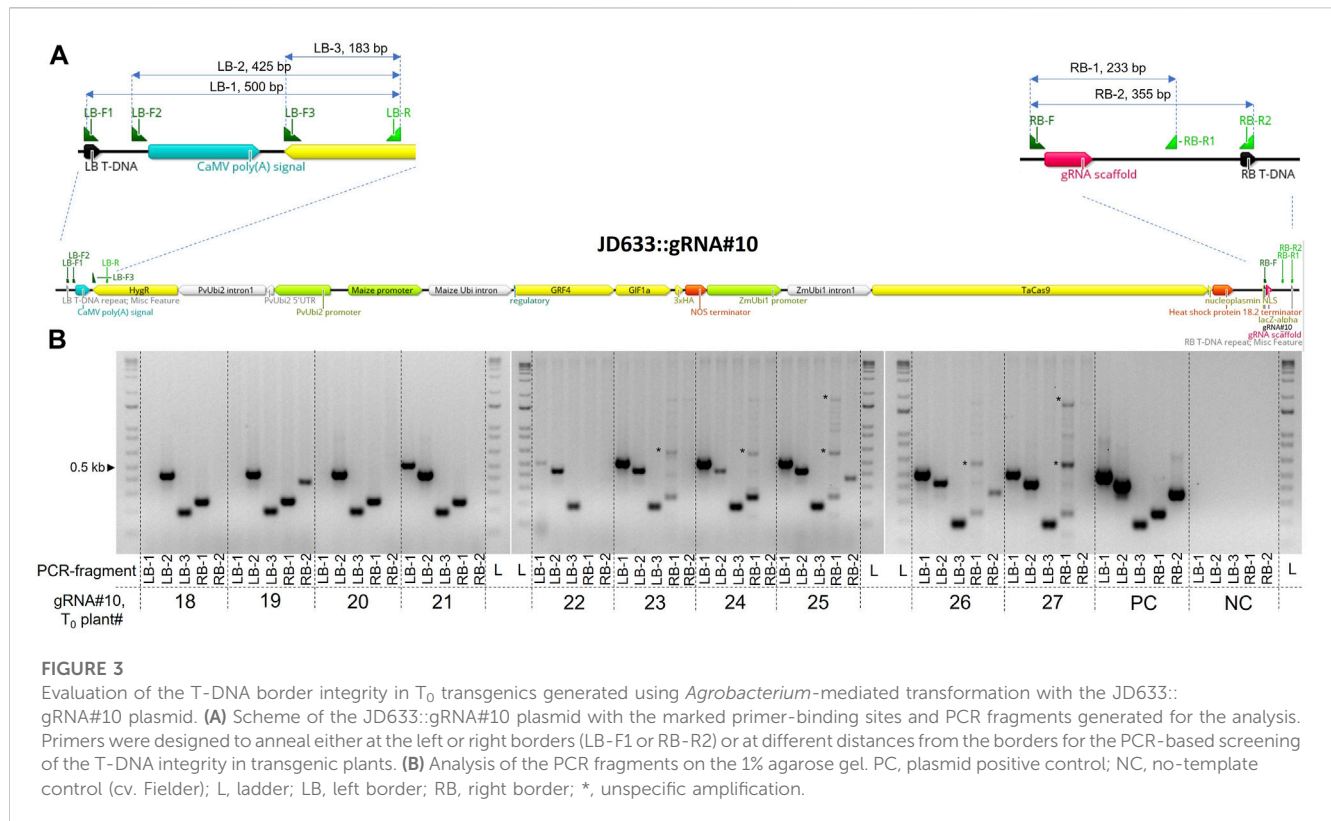 A
LB-3, 183 bp
LB-2, 425 bp
LB-1, 500 bp
LB-F1
LB-F2
LB-F3
LB-R
LB T-DNA
CaMV poly(A) signal
RB-1, 233 bp
RB-2, 355 bp
RB-F
RB-R2
RB-R1
gRNA scaffold
RB T-DNA
JD633::gRNA#10
LB-F2
LB-F1
LB-R
LB-F3
HygR
PvUbi2 intron1
PvUbi2 5'UTR
PvUbi2 promoter
Maize promoter
Maize Ubi intron
regulatory
GRF4
GIF1a
3xHA
NOS terminator
ZmUbi1 promoter
ZmUbi1 intron1
TaCas9
nucleoplasmin NLS
Heat shock protein 18.2 terminator
RB-F
RB-R2
RB-R1
lacZ-alpha
gRNA#10
gRNA scaffold
RB T-DNA repeat; Misc Feature
LB T-DNA repeat; Misc Feature
CaMV poly(A) signal
B
0.5 kb
* * * * * * * *
PCR-fragment
LB-1 LB-2 LB-3 RB-1 RB-2 LB-1 LB-2 LB-3 RB-1 RB-2 LB-1 LB-2 LB-3 RB-1 RB-2 LB-1 LB-2 LB-3 RB-1 RB-2 L L LB-1 LB-2 LB-3 RB-1 RB-2 LB-1 LB-2 LB-3 RB-1 RB-2 LB-1 LB-2 LB-3 RB-1 RB-2 LB-1 LB-2 LB-3 RB-1 RB-2 L L LB-1 LB-2 LB-3 RB-1 RB-2 LB-1 LB-2 LB-3 RB-1 RB-2 LB-1 LB-2 LB-3 RB-1 RB-2 LB-1 LB-2 LB-3 RB-1 RB-2 L
gRNA#10,
T0 plant#
18 19 20 21 22 23 24 25 26 27 PC NC
FIGURE 3
Evaluation of the T-DNA border integrity in T0 transgenics generated using Agrobacterium-mediated transformation with the JD633::
gRNA#10 plasmid. (A) Scheme of the JD633::gRNA#10 plasmid with the marked primer-binding sites and PCR fragments generated for the analysis.
Primers were designed to anneal either at the left or right borders (LB-F1 or RB-R2) or at different distances from the borders for the PCR-based screening
of the T-DNA integrity in transgenic plants. (B) Analysis of the PCR fragments on the 1% agarose gel. PC, plasmid positive control; NC, no-template
control (cv. Fielder); L, ladder; LB, left border; RB, right border; *, unspecific amplification.